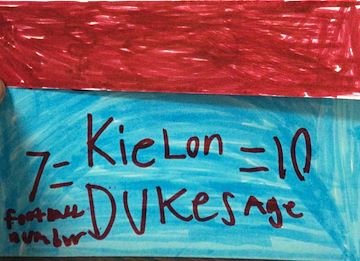 7= KieLon =10
DUKes Age
Football
number